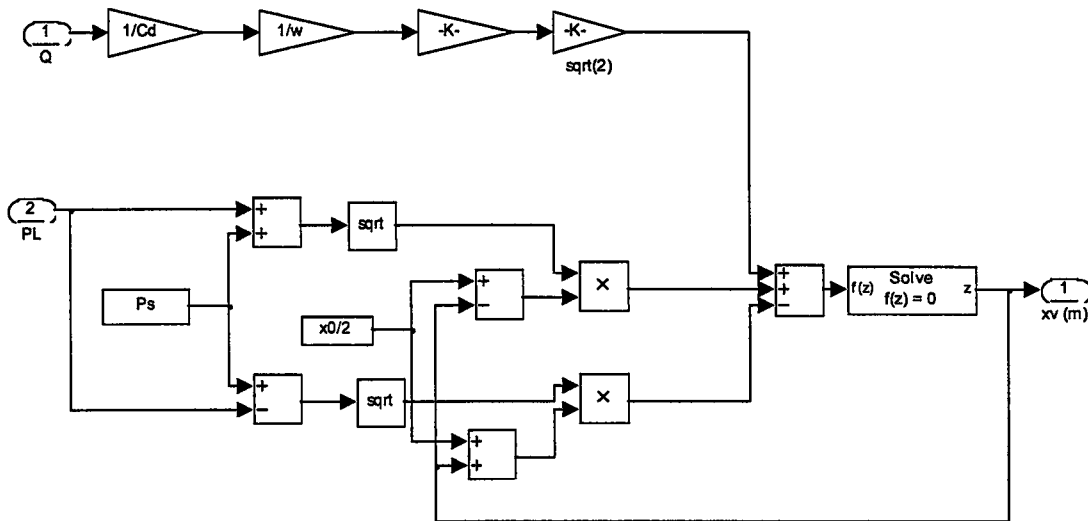 1
Q
1/Cd
1/w
-K-
-K-
sqrt(2)
2
PL
+
+
sqrt
Ps
x0/2
+
−
×
+
+
−
f(z) Solve f(z) = 0 z
1
xv (m)
+
−
sqrt
×
+
+